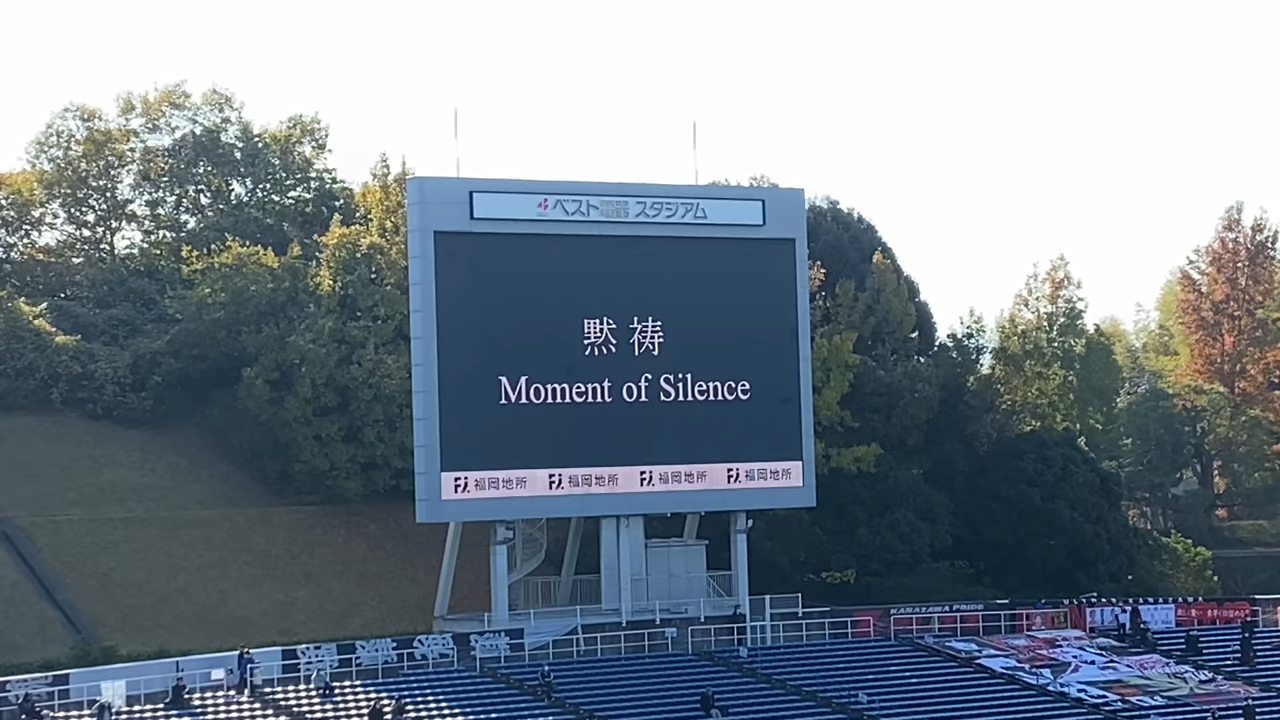 ベスト電器スタジアム
黙祷
Moment of Silence
福岡地所 福岡地所 福岡地所 福岡地所
KANAZAWA PRIDE